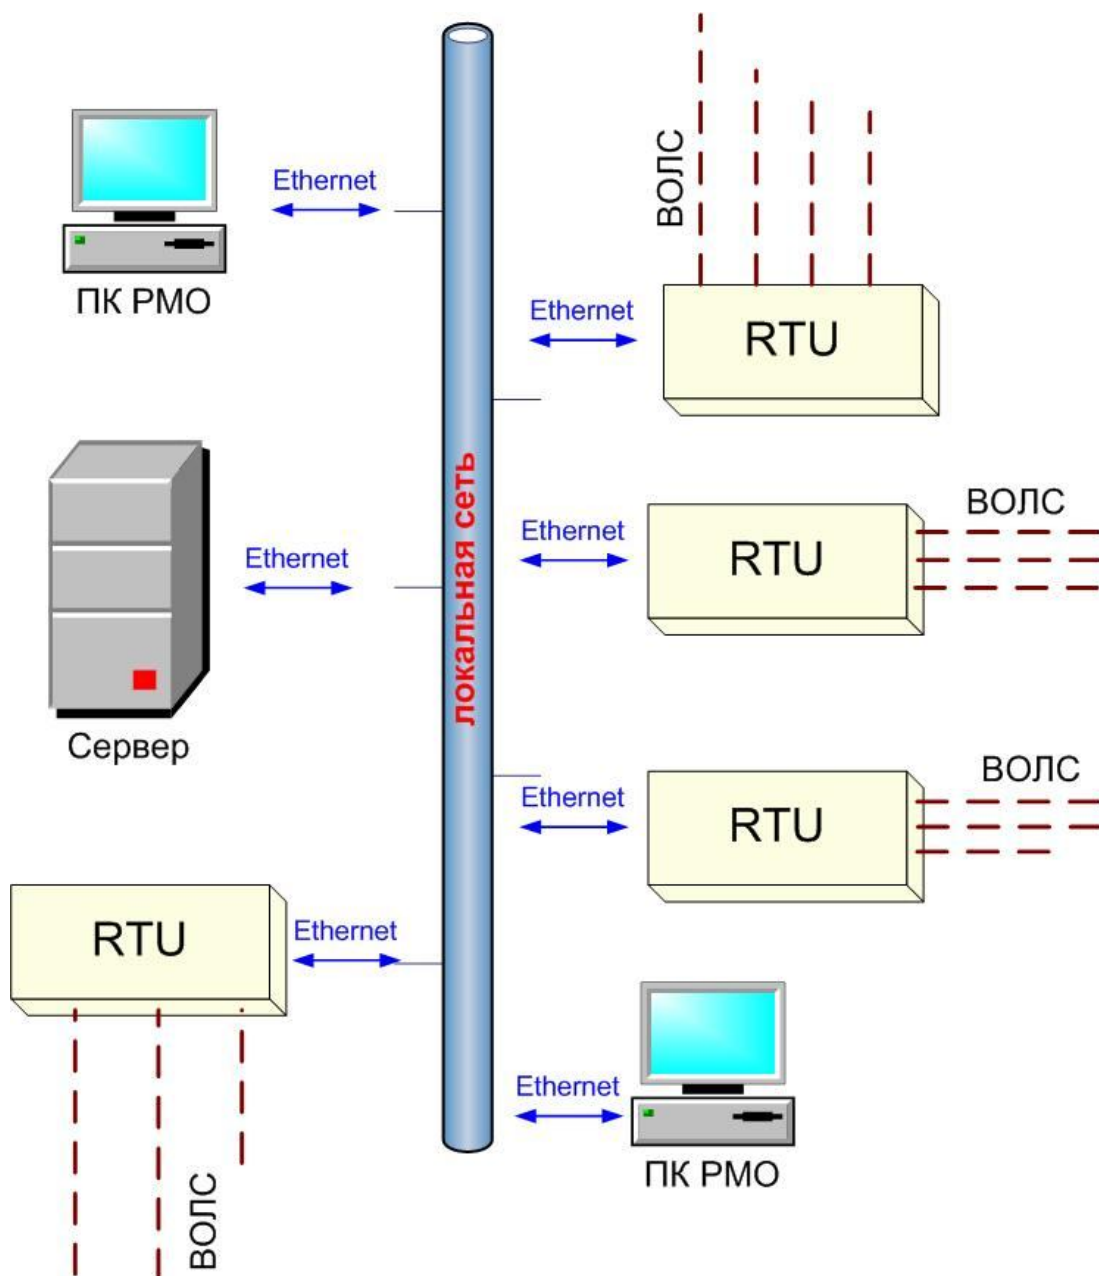 ВОЛС
Ethernet
ПК РМО
Ethernet
RTU
локальная сеть
ВОЛС
Ethernet
RTU
Ethernet
Сервер
ВОЛС
Ethernet
RTU
RTU
Ethernet
Ethernet
ПК РМО
ВОЛС